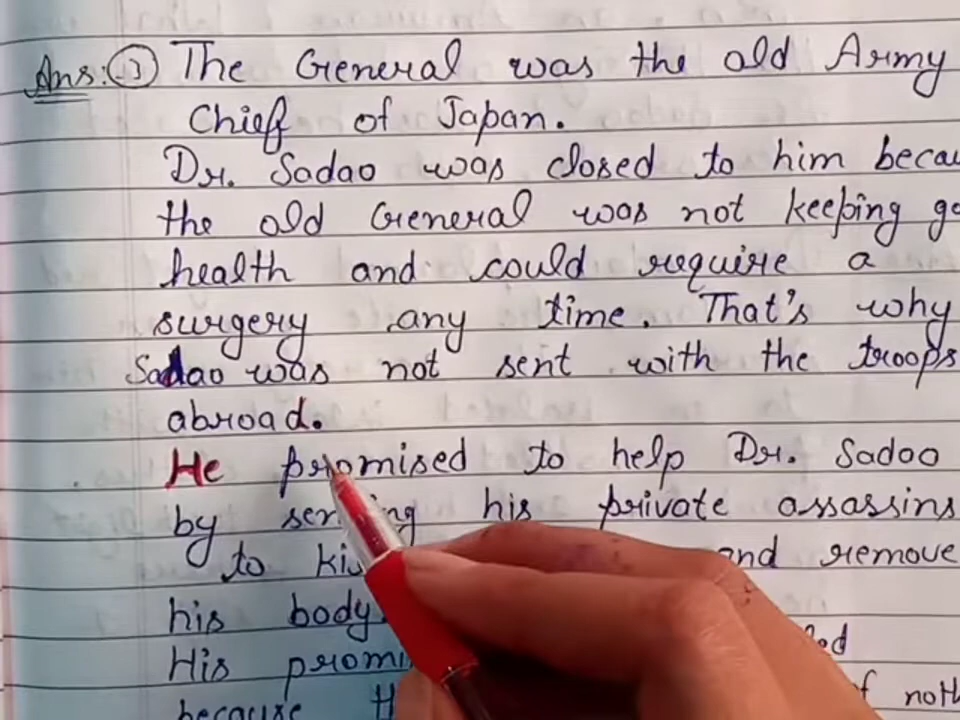 Ans:-① The General was the old Army
Chief of Japan.
Dr. Sadao was closed to him
the old General was not keeping
health and could require a
surgery any time. That's why
Sadao was not sent with the troops
abroad.
He promised to help Dr. Sadao
by his private assassins
to and remove
his body
His
because